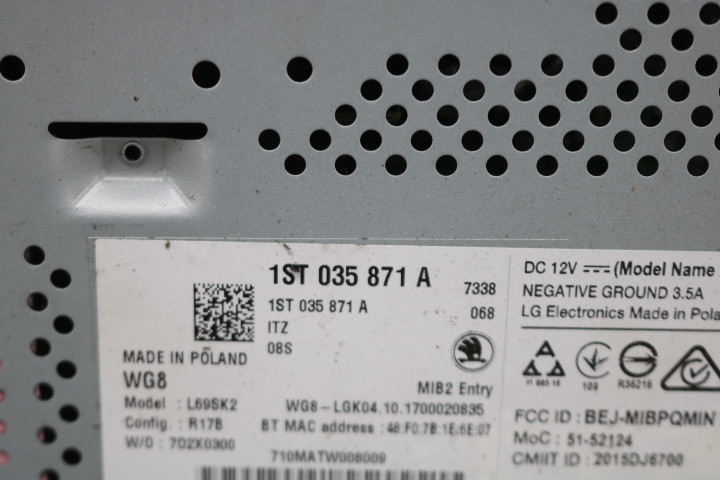 1ST 035 871 A
1ST 035 871 A
ITZ
08S
7338
068
MADE IN POLAND
WG8
MIB2 Entry
Model : L69SK2
Config. : R17B
W/D : 702X0300
WG8-LGK04.10.1700020835
BT MAC address : 48:F0:7B:1E:6E:07
710MATW008009
DC 12V (Model Name
NEGATIVE GROUND 3.5A
LG Electronics Made in Pola
109
R36216
FCC ID : BEJ-MIBPQMIN
MoC : 51-52124
CMIIT ID : 2015DJ6700